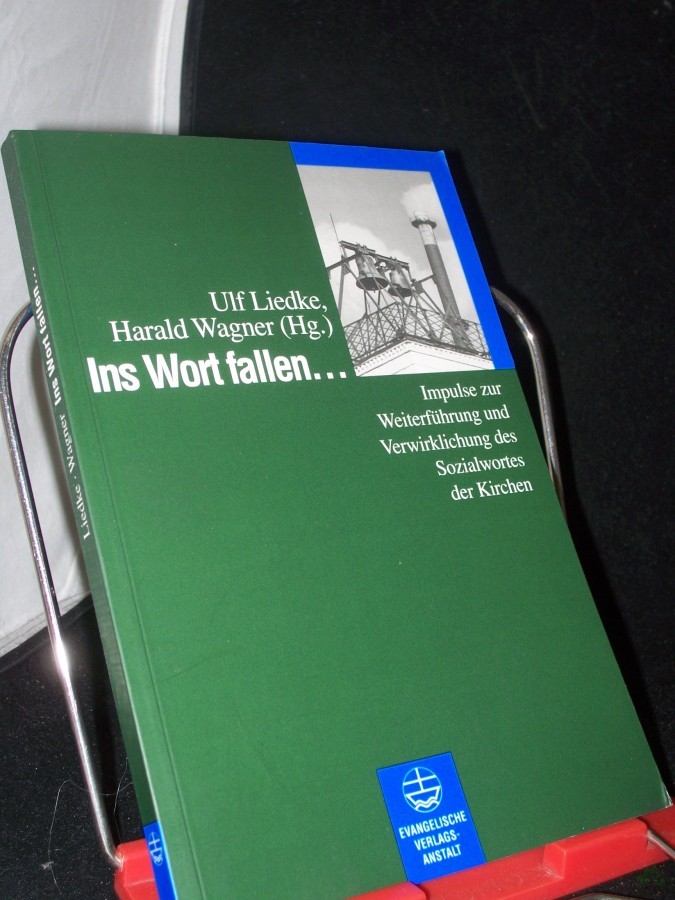 Ulf Liedke,
Harald Wagner (Hg.)
Ins Wort fallen...
Impulse zur
Weiterführung und
Verwirklichung des
Sozialwortes
der Kirchen
EVANGELISCHE
VERLAGS-
ANSTALT
Liedke · Wagner Ins Wort fallen...